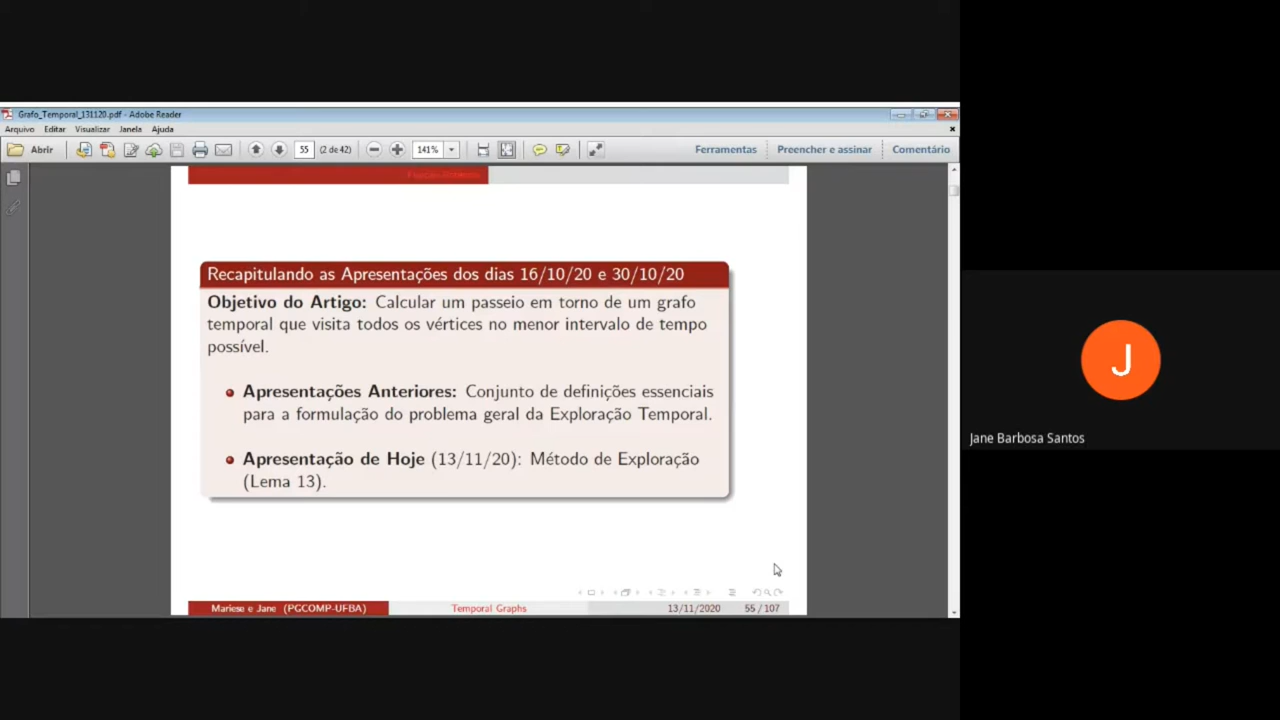 Grafo_Temporal_131120.pdf - Adobe Reader
Arquivo Editar Visualizar Janela Ajuda
Abrir 55 (2 de 42) 141% Ferramentas Preencher e assinar Comentário
Recapitulando as Apresentações dos dias 16/10/20 e 30/10/20
Objetivo do Artigo: Calcular um passeio em torno de um grafo
temporal que visita todos os vértices no menor intervalo de tempo
possível.
Apresentações Anteriores: Conjunto de definições essenciais
para a formulação do problema geral da Exploração Temporal.
Apresentação de Hoje (13/11/20): Método de Exploração
(Lema 13).
Mariese e Jane (PGCOMP-UFBA) Temporal Graphs 13/11/2020 55 / 107
J
Jane Barbosa Santos